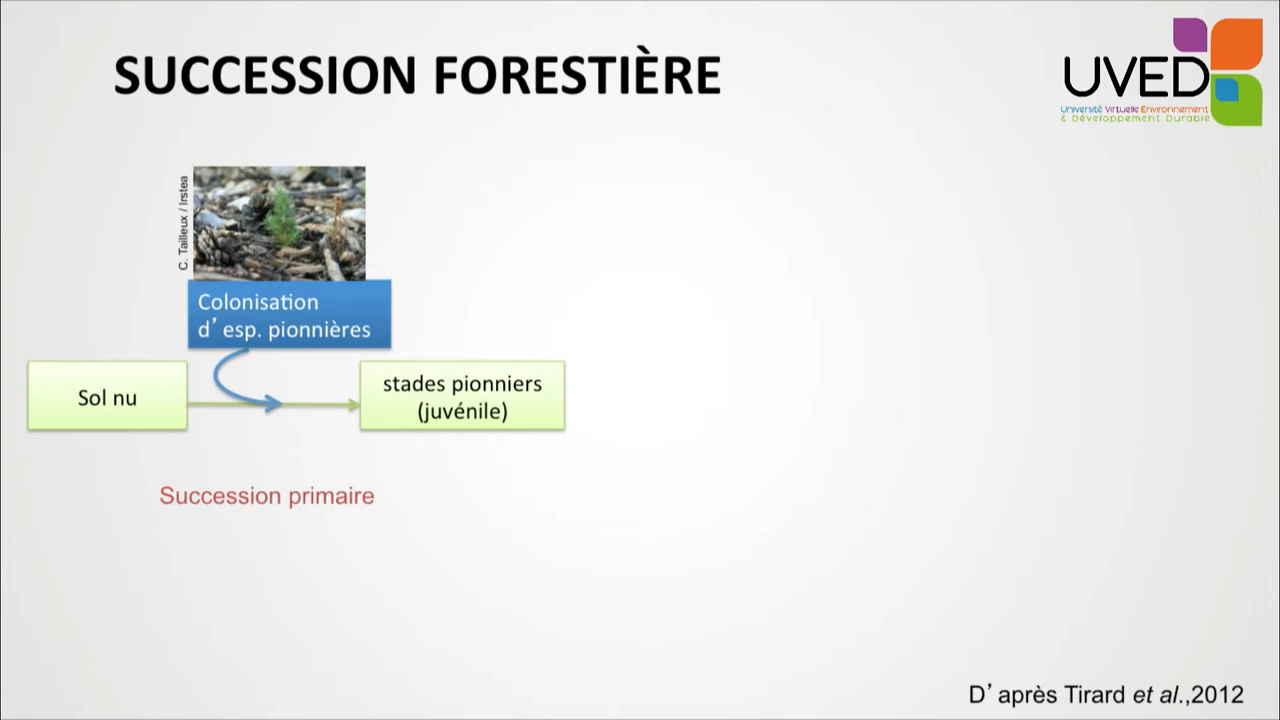 SUCCESSION FORESTIÈRE
UVED
Université Virtuelle Environnement
& Développement Durable
C. Tailleux / Irstea
Colonisation
d’esp. pionnières
Sol nu
stades pionniers
(juvénile)
Succession primaire
D’après Tirard et al.,2012